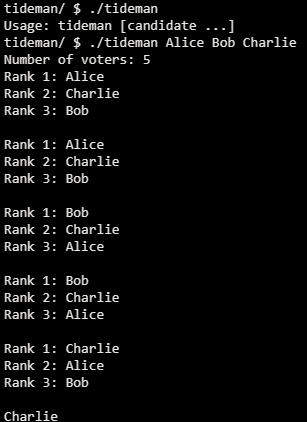 tideman/ $ ./tideman
Usage: tideman [candidate ...]
tideman/ $ ./tideman Alice Bob Charlie
Number of voters: 5
Rank 1: Alice
Rank 2: Charlie
Rank 3: Bob

Rank 1: Alice
Rank 2: Charlie
Rank 3: Bob

Rank 1: Bob
Rank 2: Charlie
Rank 3: Alice

Rank 1: Bob
Rank 2: Charlie
Rank 3: Alice

Rank 1: Charlie
Rank 2: Alice
Rank 3: Bob

Charlie